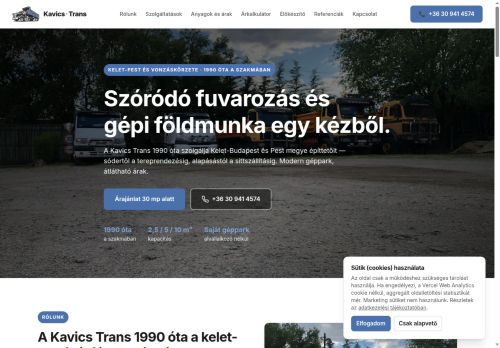 Kavics · Trans
Rólunk
Szolgáltatások
Anyagok és árak
Árkalkulátor
Előkészítő
Referenciák
Kapcsolat
+36 30 941 4574
KELET-PEST ÉS VONZÁSKÖRZETE · 1990 ÓTA A SZAKMÁBAN
Szóródó fuvarozás és
gépi földmunka egy kézből.
A Kavics Trans 1990 óta szolgálja Kelet-Budapest és Pest megye építtetőit —
sódertől a tereprendezésig, alapásástól a sittszállításig. Modern géppark,
átlátható árak.
Árajánlat 30 mp alatt
+36 30 941 4574
1990 óta
a szakmában
2,5 / 5 / 10 m³
kapacitás
Saját géppark
alvállalkozó nélkül
Sütik (cookies) használata
Az oldal csak a működéshez szükséges tárolást
használja. Ha engedélyezi, a Vercel Web Analytics
cookie nélkül, aggregált oldalletöltési statisztikát
mér. Marketing sütiket nem használunk. Részletek
az adatkezelési tájékoztatóban.
Elfogadom
Csak alapvető
RÓLUNK
A Kavics Trans 1990 óta a kelet-